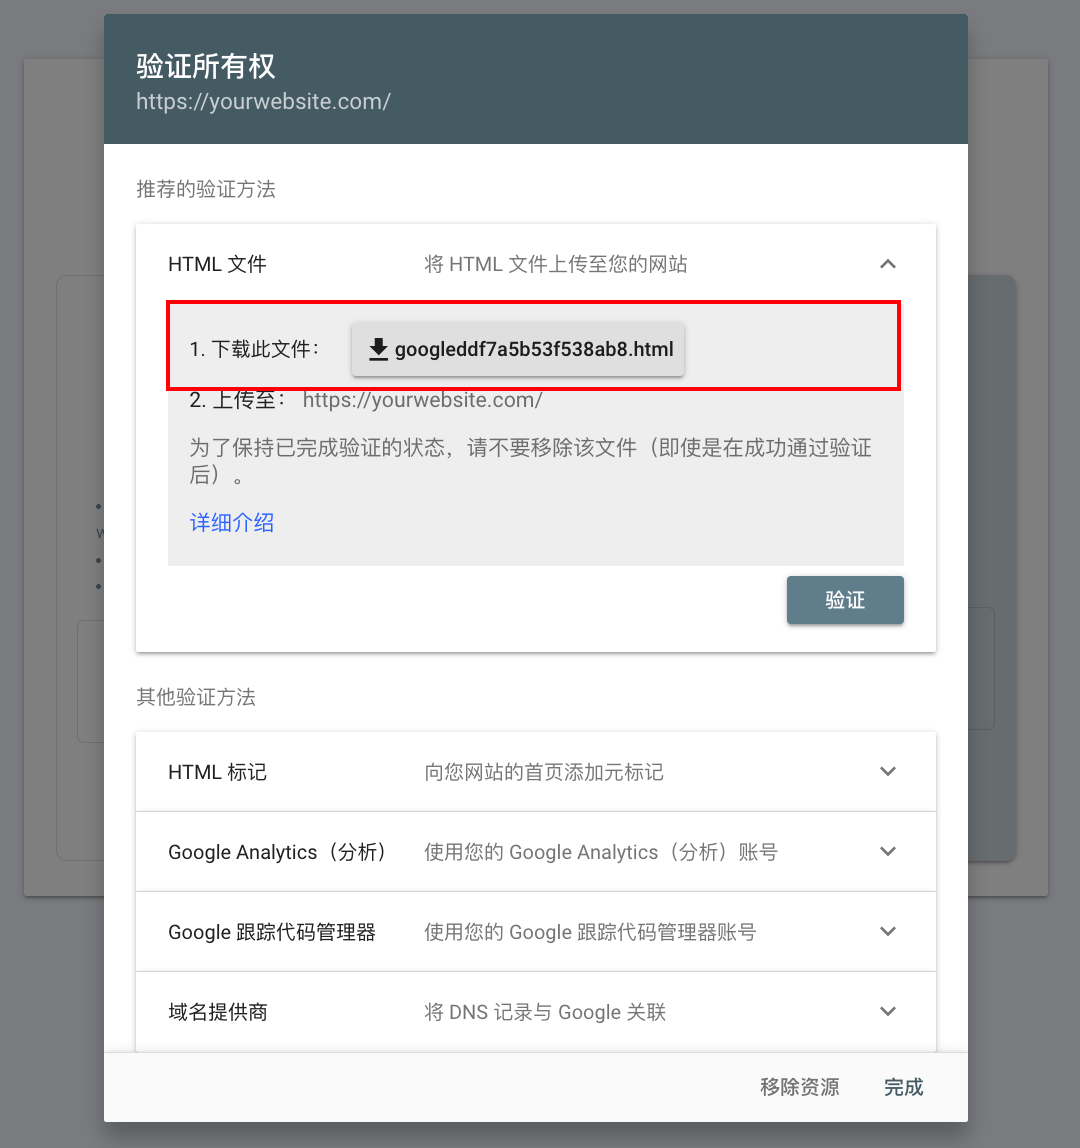 验证所有权
https://yourwebsite.com/
推荐的验证方法
HTML 文件 将 HTML 文件上传至您的网站
1. 下载此文件： googleddf7a5b53f538ab8.html
2. 上传至： https://yourwebsite.com/
为了保持已完成验证的状态，请不要移除该文件（即使是在成功通过验证
后）。
详细介绍
验证
其他验证方法
HTML 标记 向您网站的首页添加元标记
Google Analytics（分析） 使用您的 Google Analytics（分析）账号
Google 跟踪代码管理器 使用您的 Google 跟踪代码管理器账号
域名提供商 将 DNS 记录与 Google 关联
移除资源 完成